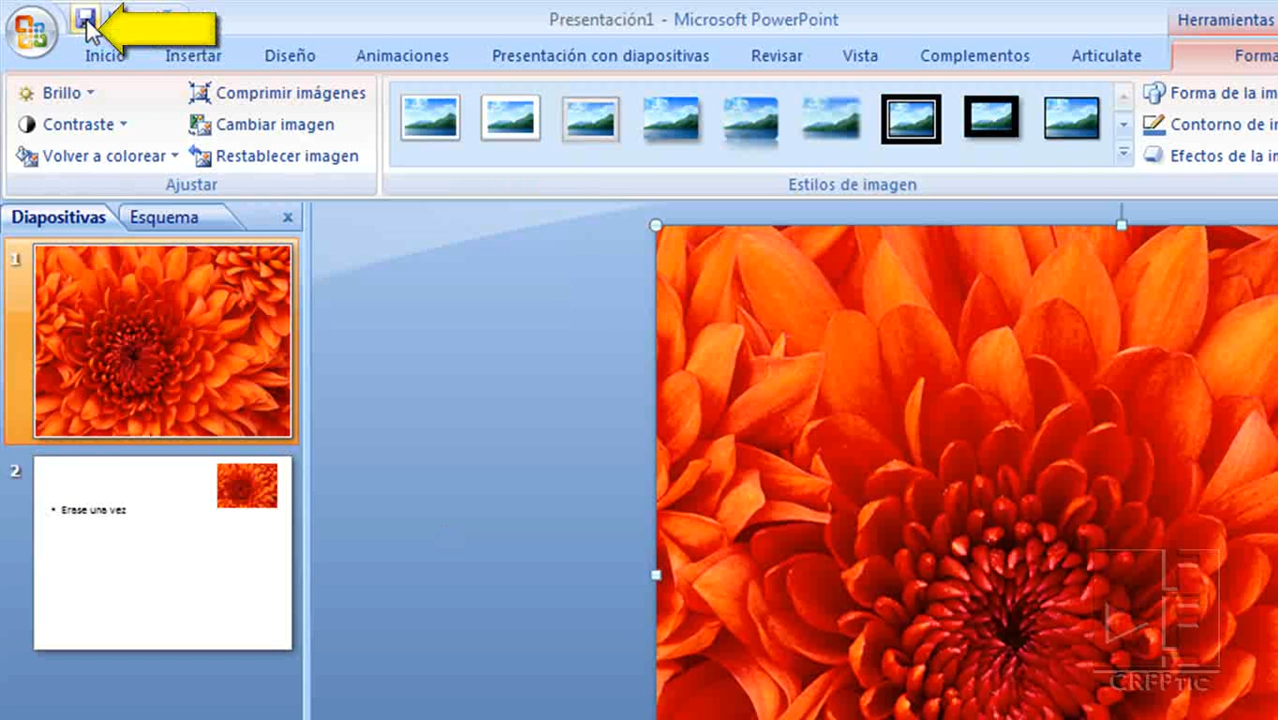 Presentación1 - Microsoft PowerPoint
Herramientas
Inicio
Insertar
Diseño
Animaciones
Presentación con diapositivas
Revisar
Vista
Complementos
Articulate
Forma
Brillo
Comprimir imágenes
Forma de la im
Contraste
Cambiar imagen
Contorno de i
Volver a colorear
Restablecer imagen
Efectos de la i
Ajustar
Estilos de imagen
Diapositivas
Esquema
1
2
• Erase una vez
CRFPTIC